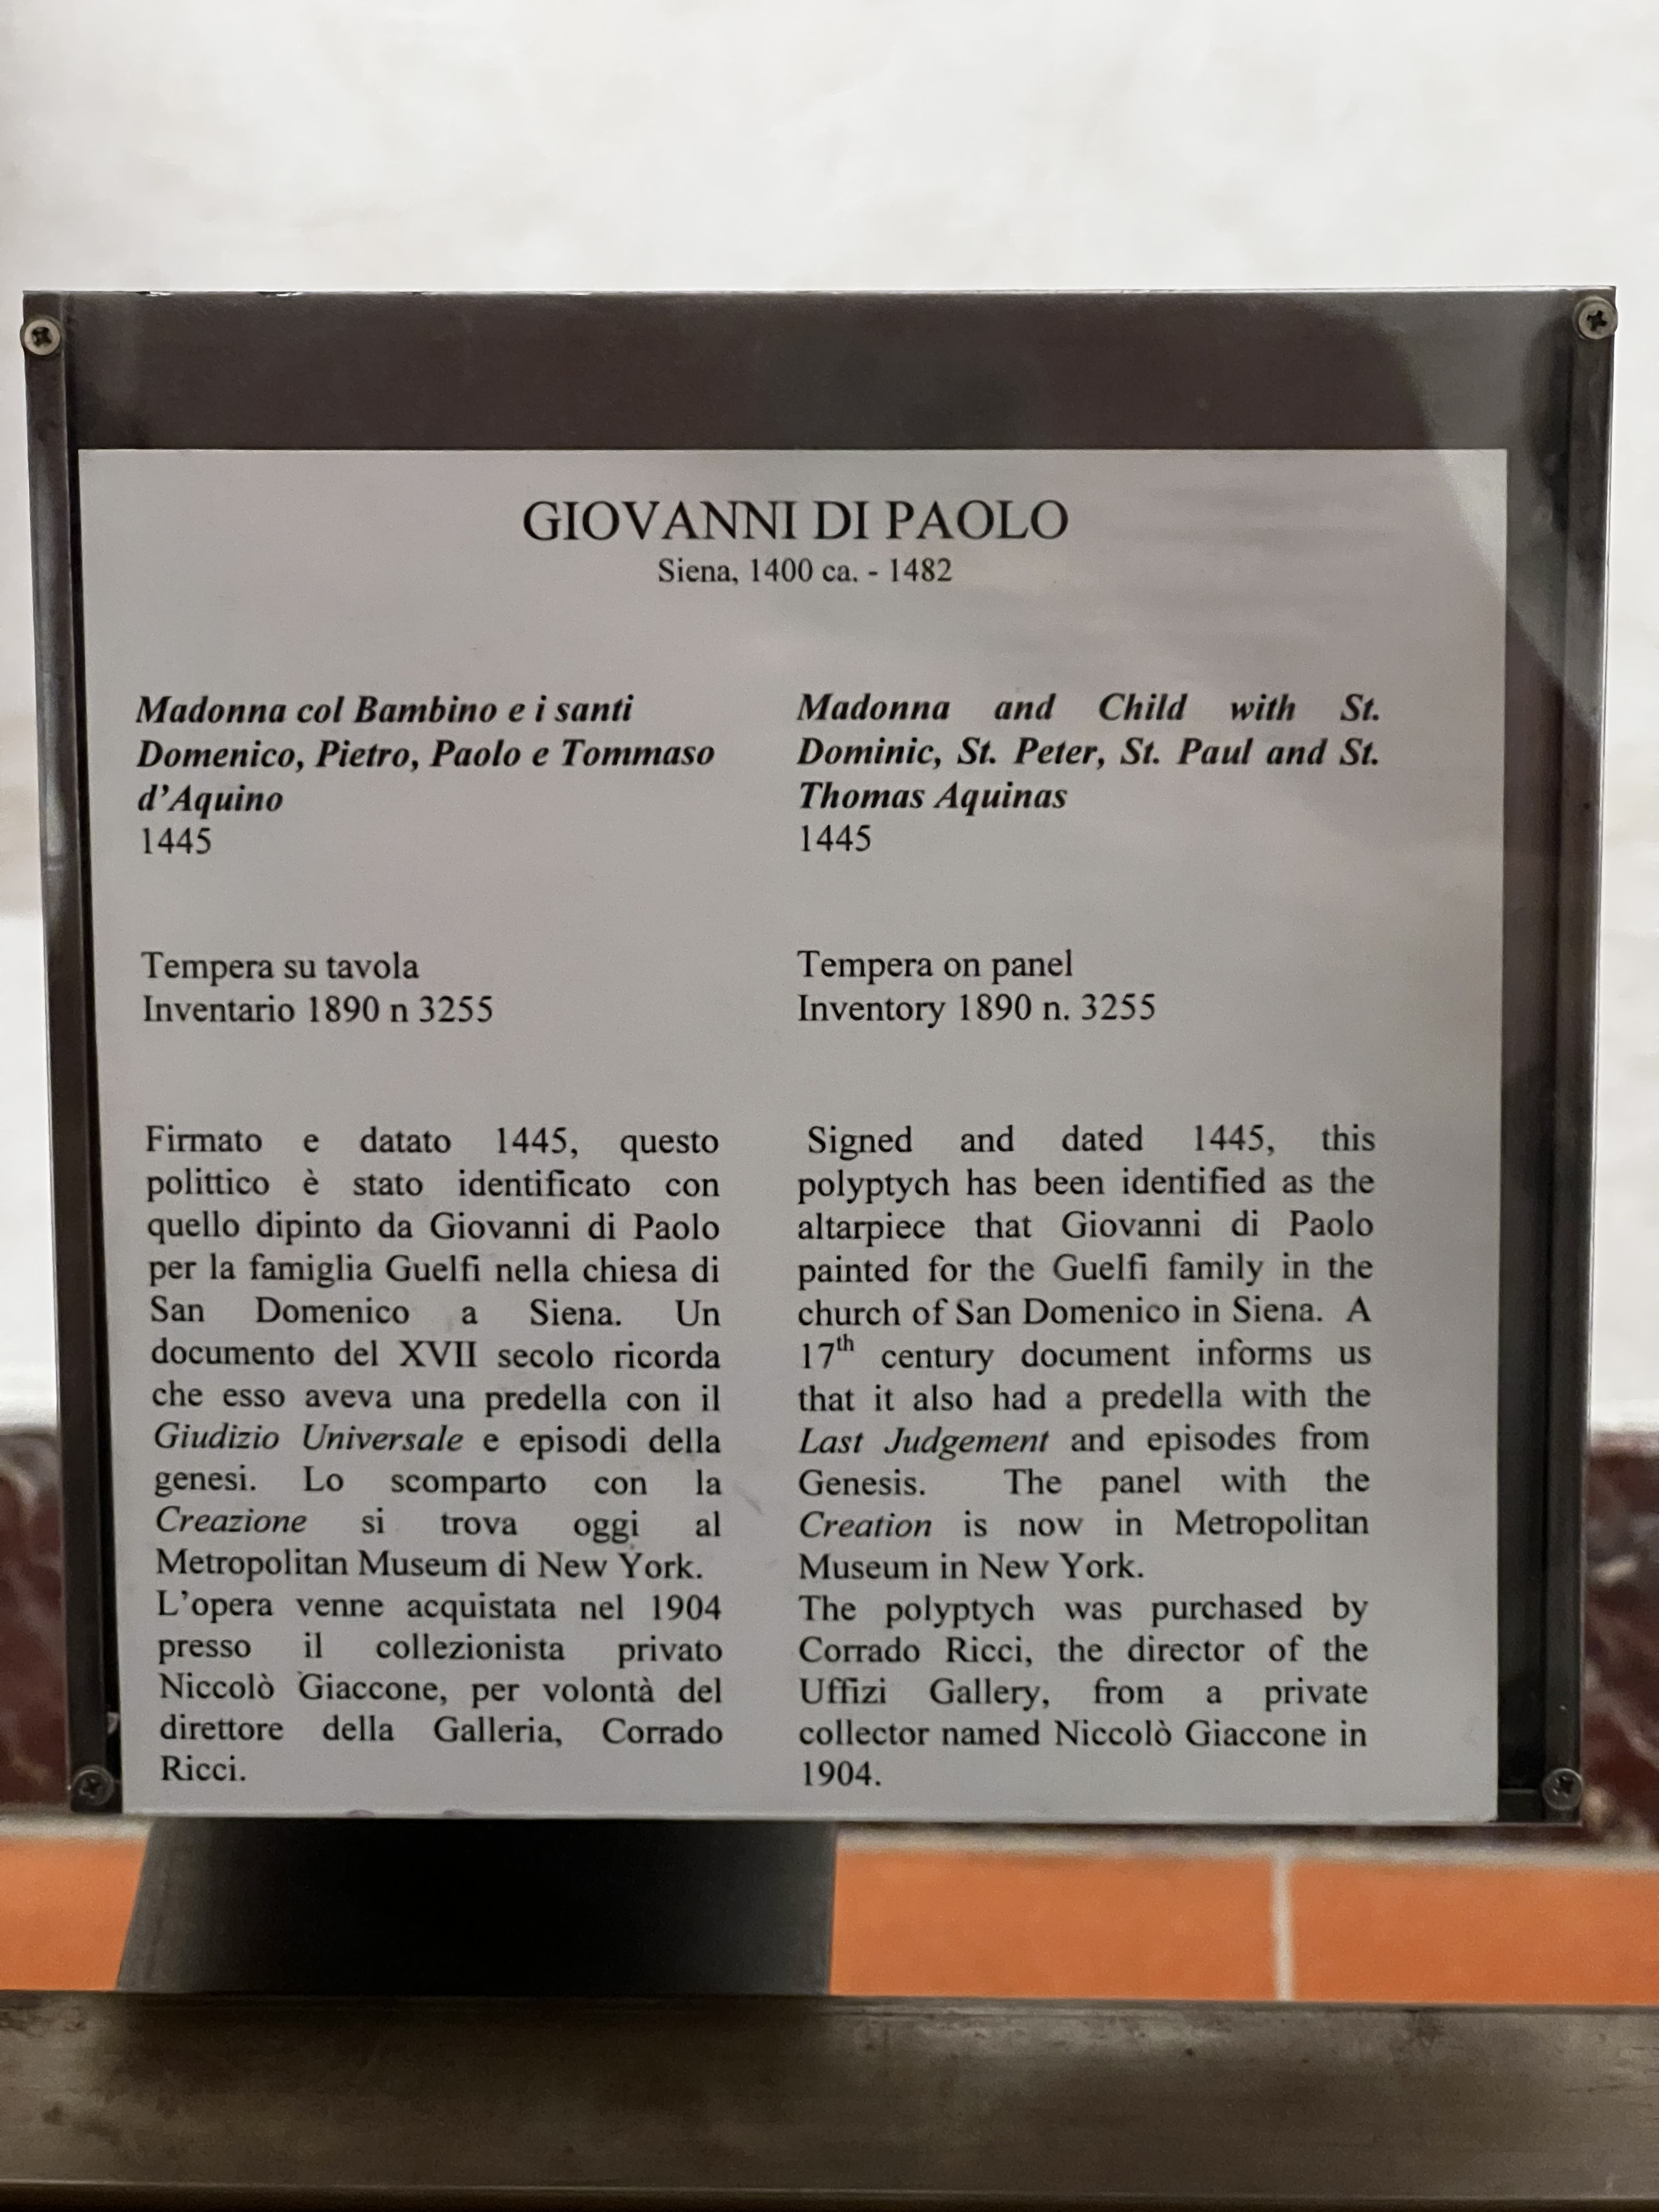 GIOVANNI DI PAOLO
Siena, 1400 ca. - 1482
Madonna col Bambino e i santi
Domenico, Pietro, Paolo e Tommaso
d'Aquino
1445
Tempera su tavola
Inventario 1890 n 3255
Firmato e datato 1445, questo
polittico è stato identificato con
quello dipinto da Giovanni di Paolo
per la famiglia Guelfi nella chiesa di
San Domenico a Siena. Un
documento del XVII secolo ricorda
che esso aveva una predella con il
Giudizio Universale e episodi della
genesi. Lo scomparto con la
Creazione si trova oggi al
Metropolitan Museum di New York.
L'opera venne acquistata nel 1904
presso il collezionista privato
Niccolò Giaccone, per volontà del
direttore della Galleria, Corrado
Ricci.
Madonna and Child with St.
Dominic, St. Peter, St. Paul and St.
Thomas Aquinas
1445
Tempera on panel
Inventory 1890 n. 3255
Signed and dated 1445, this
polyptych has been identified as the
altarpiece that Giovanni di Paolo
painted for the Guelfi family in the
church of San Domenico in Siena. A
17th century document informs us
that it also had a predella with the
Last Judgement and episodes from
Genesis. The panel with the
Creation is now in Metropolitan
Museum in New York.
The polyptych was purchased by
Corrado Ricci, the director of the
Uffizi Gallery, from a private
collector named Niccolò Giaccone in
1904.